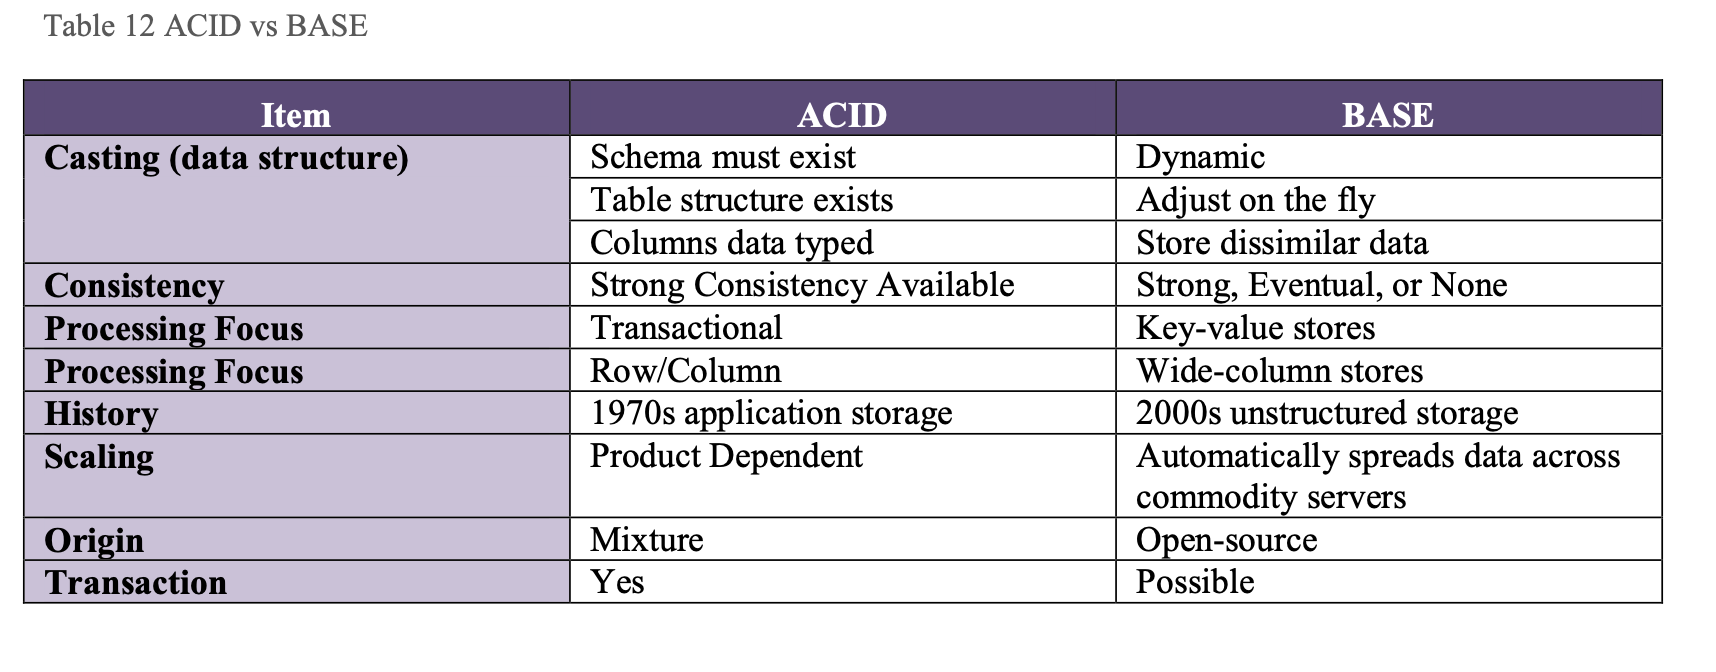 Table 12 ACID vs BASE
Item ACID BASE
Casting (data structure) Schema must exist Dynamic
Table structure exists Adjust on the fly
Columns data typed Store dissimilar data
Consistency Strong Consistency Available Strong, Eventual, or None
Processing Focus Transactional Key-value stores
Processing Focus Row/Column Wide-column stores
History 1970s application storage 2000s unstructured storage
Scaling Product Dependent Automatically spreads data across
commodity servers
Origin Mixture Open-source
Transaction Yes Possible